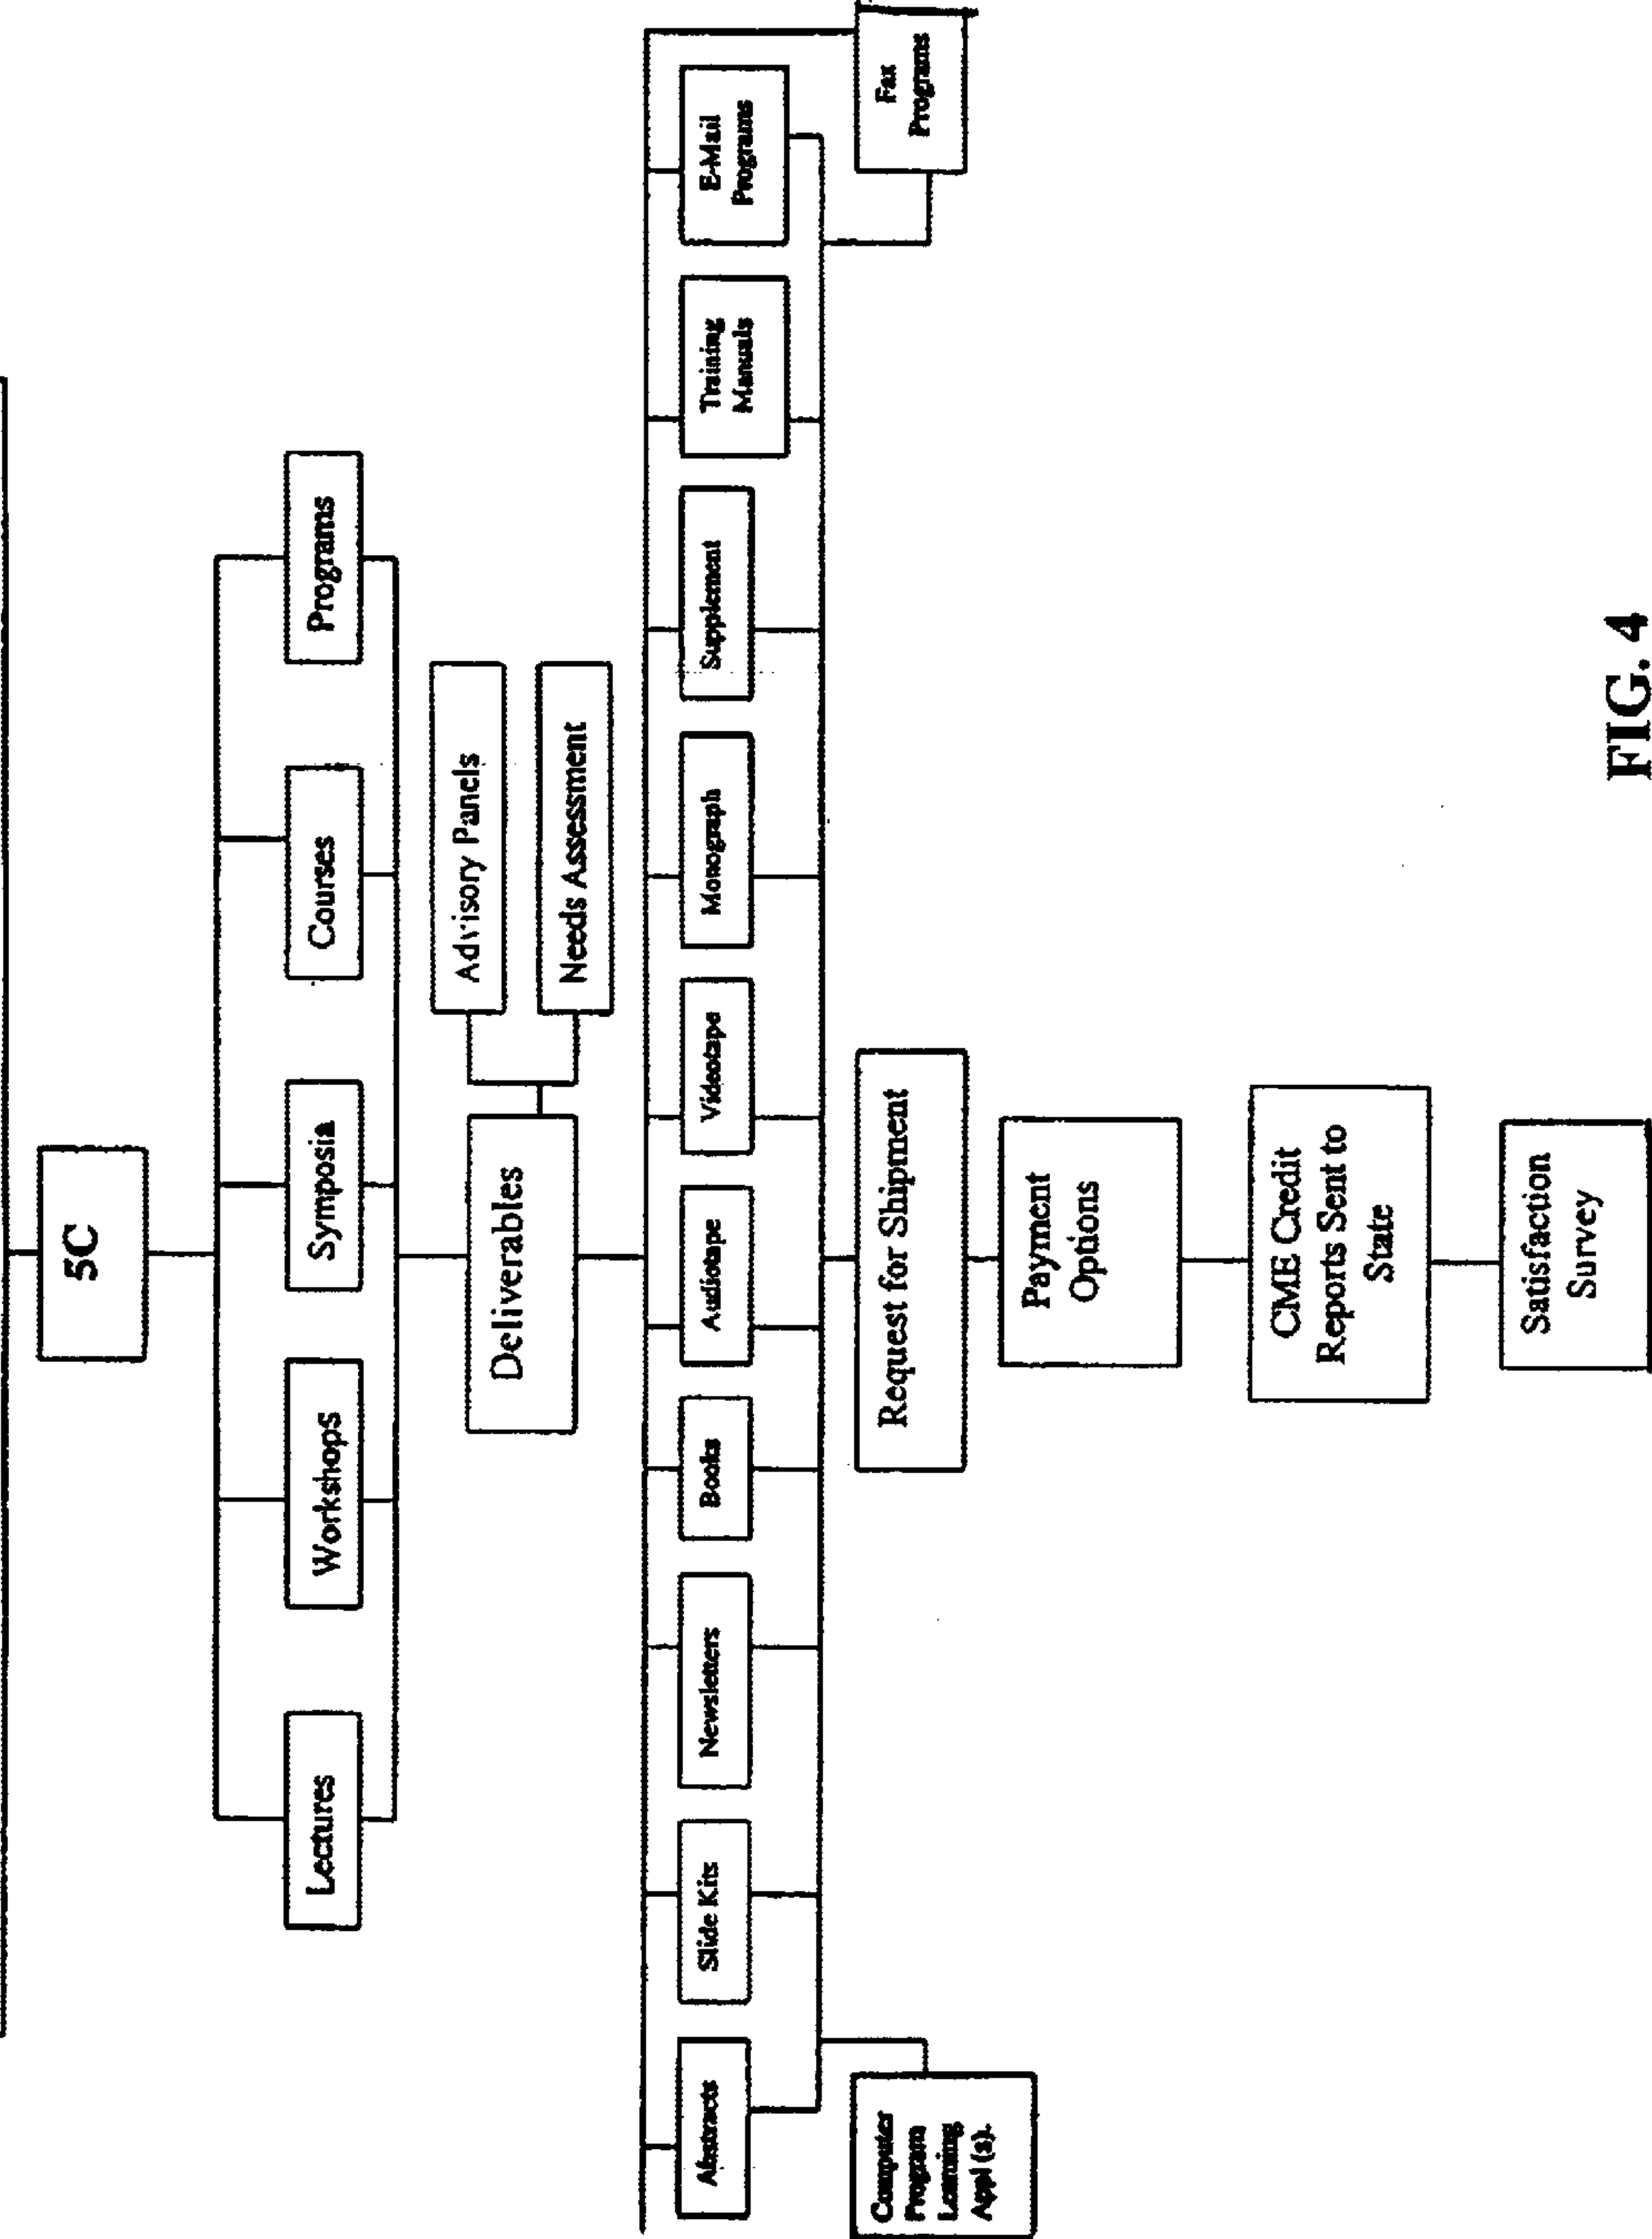 5C
Lectures
Workshops
Symposia
Courses
Programs
Deliverables
Advisory Panels
Needs Assessment
Abstracts
Slide Kits
Newsletters
Books
Audiotape
Videotape
Monograph
Supplement
Training
Manuals
E-Mail
Programs
Computer
Program
Learning
Appl (s).
Request for Shipment
Fax
Programs
Payment
Options
CME Credit
Reports Sent to
State
Satisfaction
Survey
FIG. 4